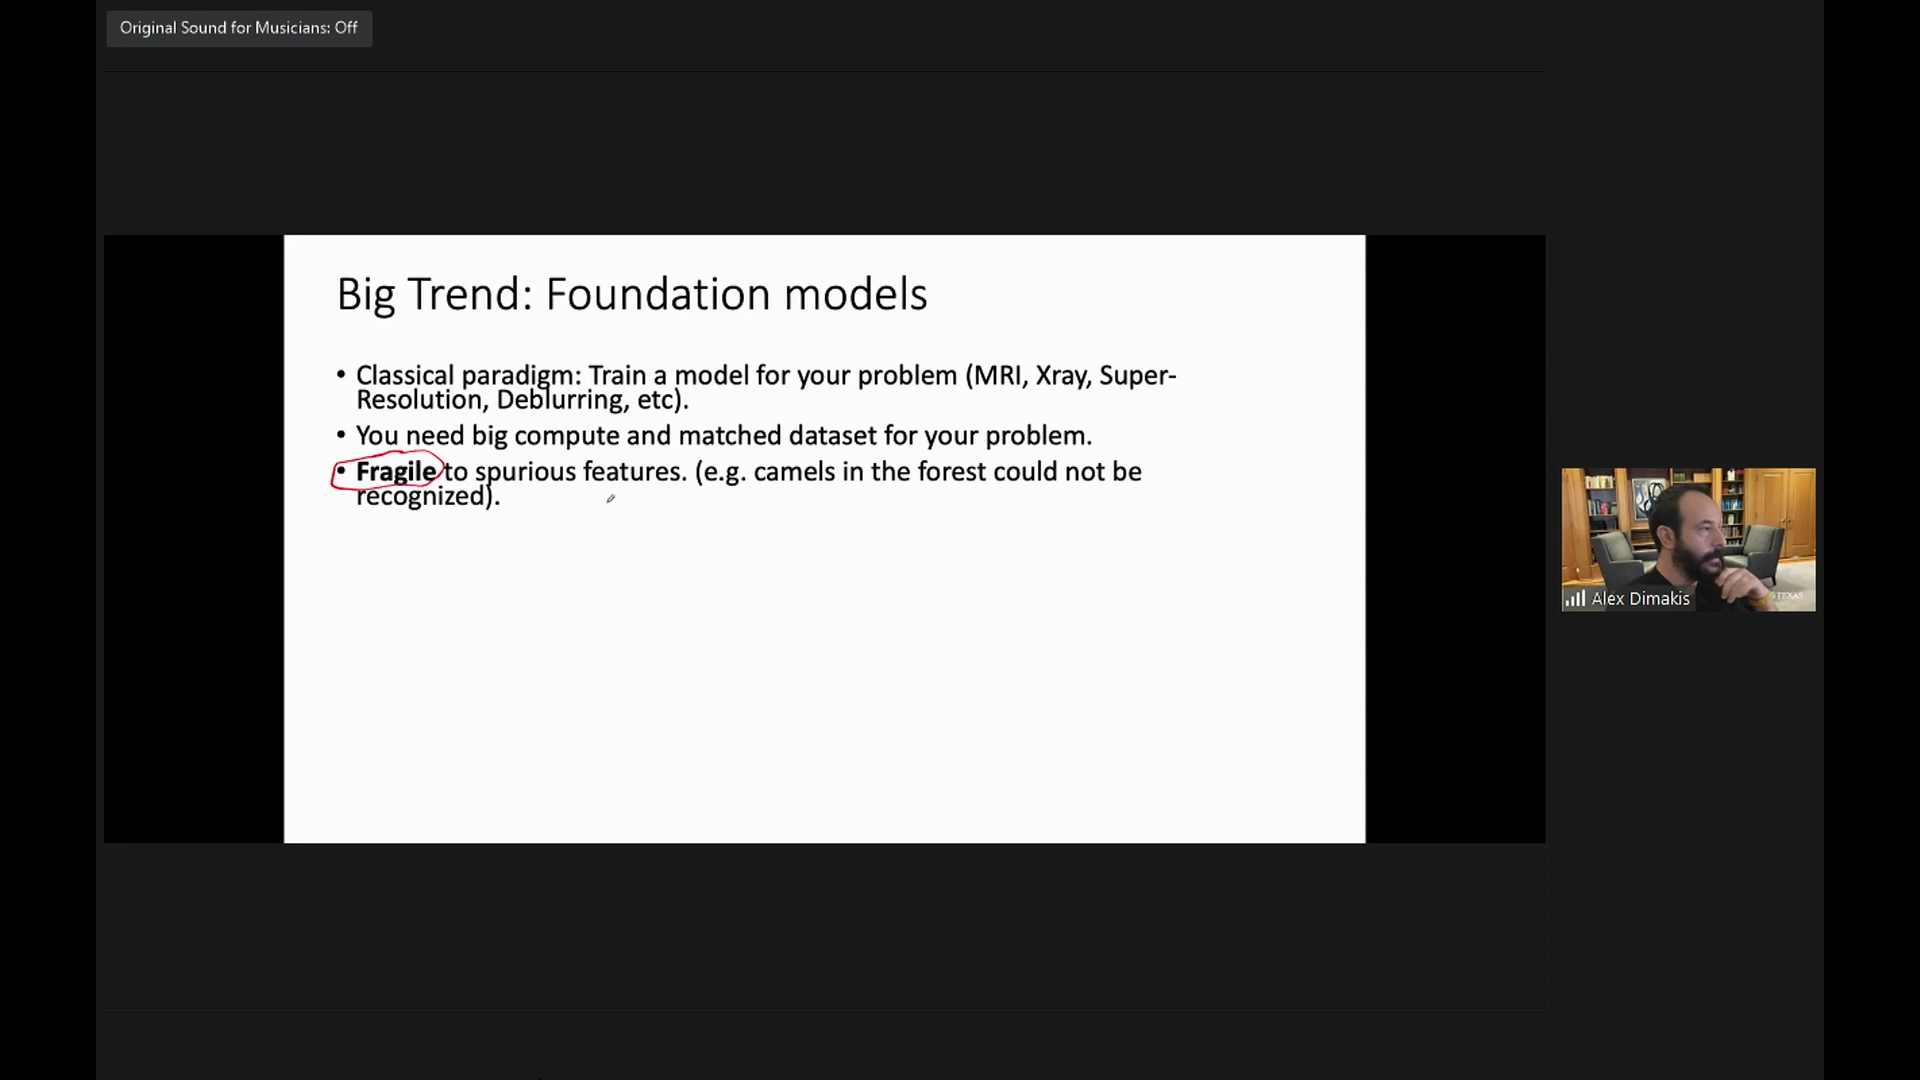 Original Sound for Musicians: Off
Big Trend: Foundation models
• Classical paradigm: Train a model for your problem (MRI, Xray, Super-
Resolution, Deblurring, etc).
• You need big compute and matched dataset for your problem.
• Fragile to spurious features. (e.g. camels in the forest could not be
recognized).
Alex Dimakis
TEXAS